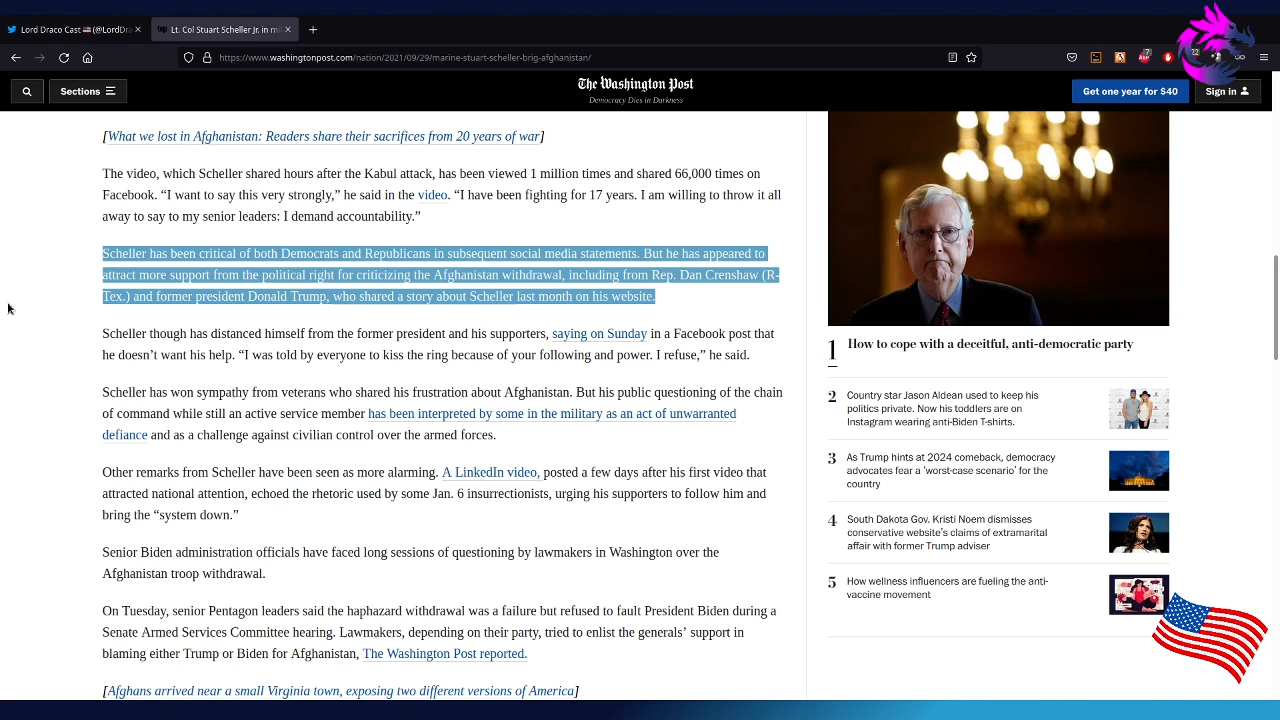 Lord Draco Cast (@LordDra
Lt. Col Stuart Scheller Jr. in mi
https://www.washingtonpost.com/nation/2021/09/29/marine-stuart-scheller-brig-afghanistan/
7
22
Sections
The Washington Post
Democracy Dies in Darkness
Get one year for $40
Sign in
[What we lost in Afghanistan: Readers share their sacrifices from 20 years of war]
The video, which Scheller shared hours after the Kabul attack, has been viewed 1 million times and shared 66,000 times on
Facebook. “I want to say this very strongly,” he said in the video. “I have been fighting for 17 years. I am willing to throw it all
away to say to my senior leaders: I demand accountability.”
Scheller has been critical of both Democrats and Republicans in subsequent social media statements. But he has appeared to
attract more support from the political right for criticizing the Afghanistan withdrawal, including from Rep. Dan Crenshaw (R-
Tex.) and former president Donald Trump, who shared a story about Scheller last month on his website.
Scheller though has distanced himself from the former president and his supporters, saying on Sunday in a Facebook post that
he doesn’t want his help. “I was told by everyone to kiss the ring because of your following and power. I refuse,” he said.
Scheller has won sympathy from veterans who shared his frustration about Afghanistan. But his public questioning of the chain
of command while still an active service member has been interpreted by some in the military as an act of unwarranted
defiance and as a challenge against civilian control over the armed forces.
Other remarks from Scheller have been seen as more alarming. A LinkedIn video, posted a few days after his first video that
attracted national attention, echoed the rhetoric used by some Jan. 6 insurrectionists, urging his supporters to follow him and
bring the “system down.”
Senior Biden administration officials have faced long sessions of questioning by lawmakers in Washington over the
Afghanistan troop withdrawal.
On Tuesday, senior Pentagon leaders said the haphazard withdrawal was a failure but refused to fault President Biden during a
Senate Armed Services Committee hearing. Lawmakers, depending on their party, tried to enlist the generals’ support in
blaming either Trump or Biden for Afghanistan, The Washington Post reported.
[Afghans arrived near a small Virginia town, exposing two different versions of America]
1 How to cope with a deceitful, anti-democratic party
2 Country star Jason Aldean used to keep his
politics private. Now his toddlers are on
Instagram wearing anti-Biden T-shirts.
3 As Trump hints at 2024 comeback, democracy
advocates fear a ‘worst-case scenario’ for the
country
4 South Dakota Gov. Kristi Noem dismisses
conservative website’s claims of extramarital
affair with former Trump adviser
5 How wellness influencers are fueling the anti-
vaccine movement